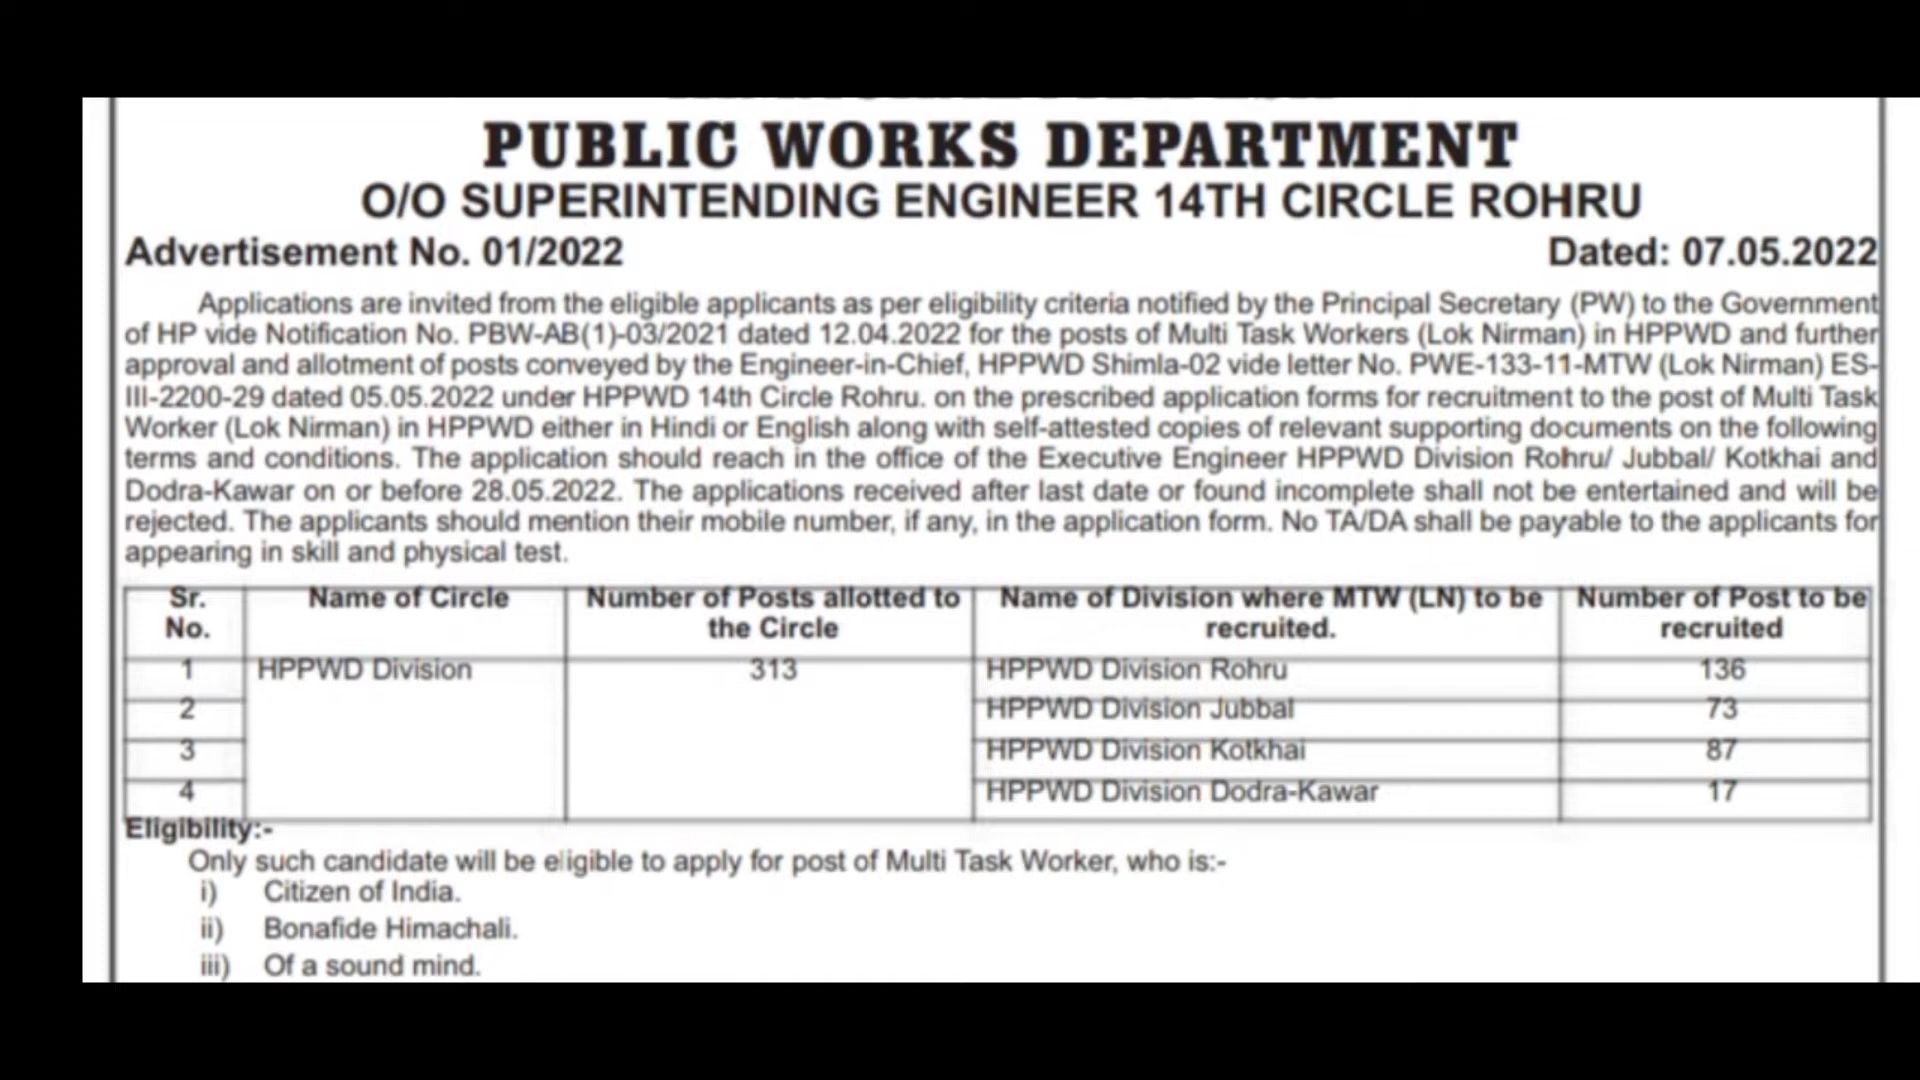 PUBLIC WORKS DEPARTMENT
O/O SUPERINTENDING ENGINEER 14TH CIRCLE ROHRU
Advertisement No. 01/2022 Dated: 07.05.2022
Applications are invited from the eligible applicants as per eligibility criteria notified by the Principal Secretary (PW) to the Government
of HP vide Notification No. PBW-AB(1)-03/2021 dated 12.04.2022 for the posts of Multi Task Workers (Lok Nirman) in HPPWD and further
approval and allotment of posts conveyed by the Engineer-in-Chief, HPPWD Shimla-02 vide letter No. PWE-133-11-MTW (Lok Nirman) ES-
III-2200-29 dated 05.05.2022 under HPPWD 14th Circle Rohru. on the prescribed application forms for recruitment to the post of Multi Task
Worker (Lok Nirman) in HPPWD either in Hindi or English along with self-attested copies of relevant supporting documents on the following
terms and conditions. The application should reach in the office of the Executive Engineer HPPWD Division Rohru/ Jubbal/ Kotkhai and
Dodra-Kawar on or before 28.05.2022. The applications received after last date or found incomplete shall not be entertained and will be
rejected. The applicants should mention their mobile number, if any, in the application form. No TA/DA shall be payable to the applicants for
appearing in skill and physical test.
Sr. No. Name of Circle Number of Posts allotted to the Circle Name of Division where MTW (LN) to be recruited. Number of Post to be recruited
1 HPPWD Division 313 HPPWD Division Rohru 136
2 HPPWD Division Jubbal 73
3 HPPWD Division Kotkhai 87
4 HPPWD Division Dodra-Kawar 17
Eligibility:-
Only such candidate will be eligible to apply for post of Multi Task Worker, who is:-
i) Citizen of India.
ii) Bonafide Himachali.
iii) Of a sound mind.